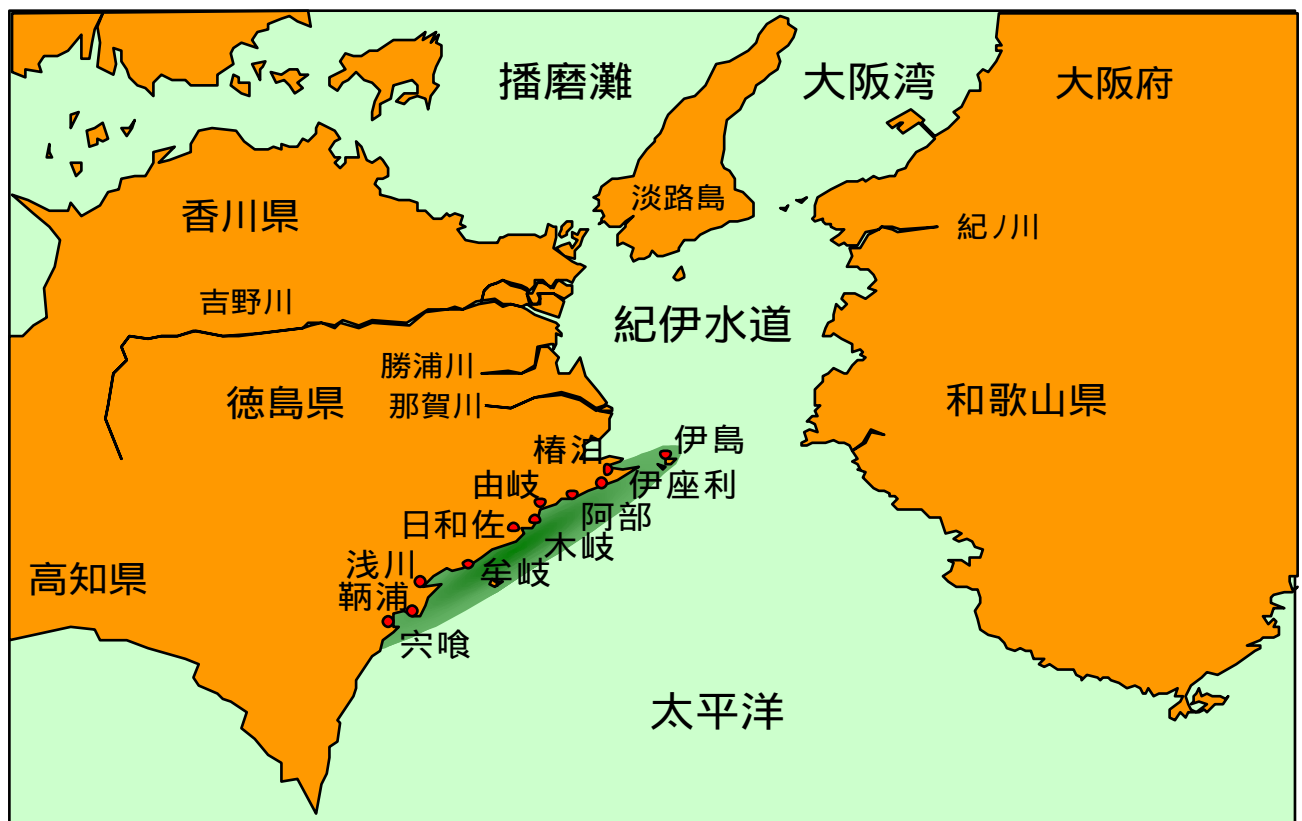 播磨灘
大阪湾
大阪府
淡路島
香川県
紀ノ川
吉野川
紀伊水道
勝浦川
徳島県
那賀川
和歌山県
伊島
椿泊
伊座利
由岐
阿部
日和佐
木岐
浅川
牟岐
高知県
鞆浦
宍喰
太平洋